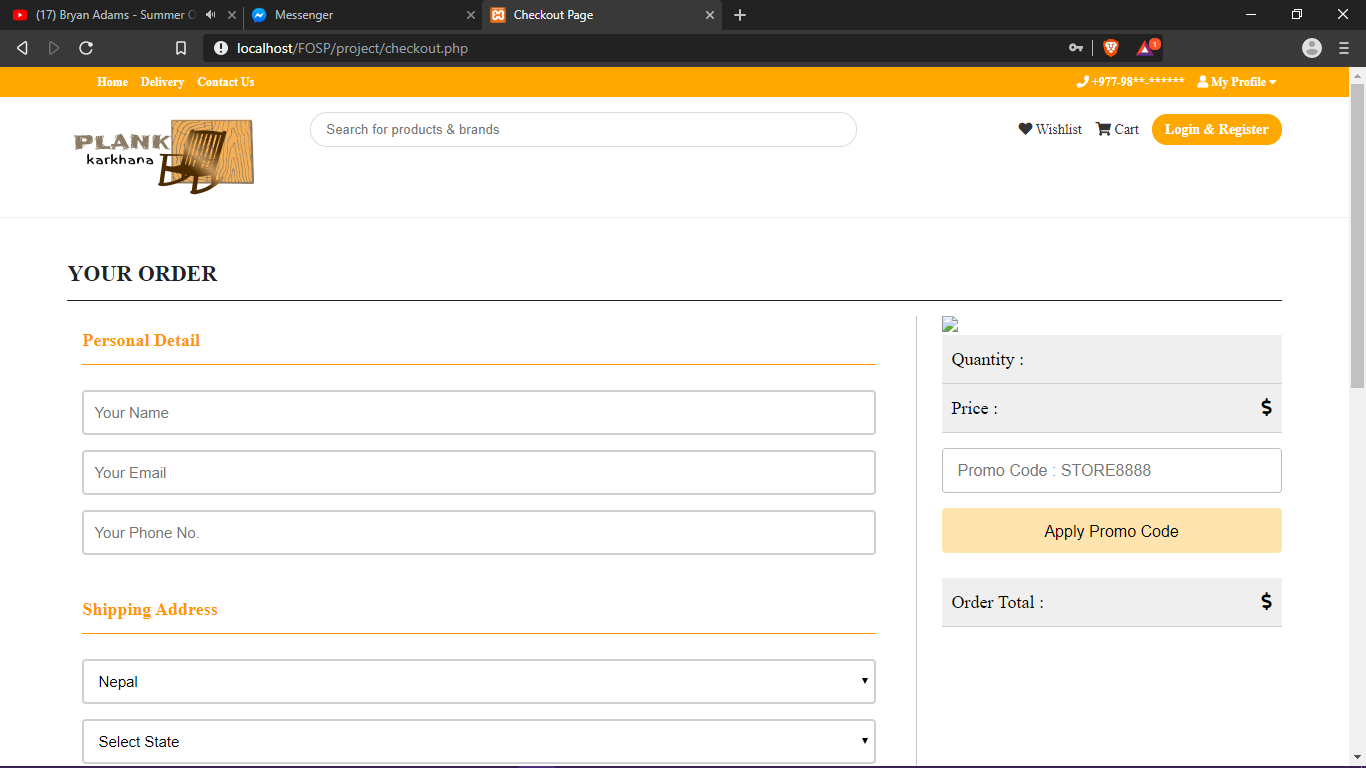 (17) Bryan Adams - Summer O
Messenger
Checkout Page
localhost/FOSP/project/checkout.php
1
Home Delivery Contact Us
+977-98**-****** My Profile
PLANK
karkhana
Search for products & brands
Wishlist Cart Login & Register
YOUR ORDER
Personal Detail
Your Name
Your Email
Your Phone No.
Shipping Address
Nepal
Select State
Quantity :
Price : $
Promo Code : STORE8888
Apply Promo Code
Order Total : $